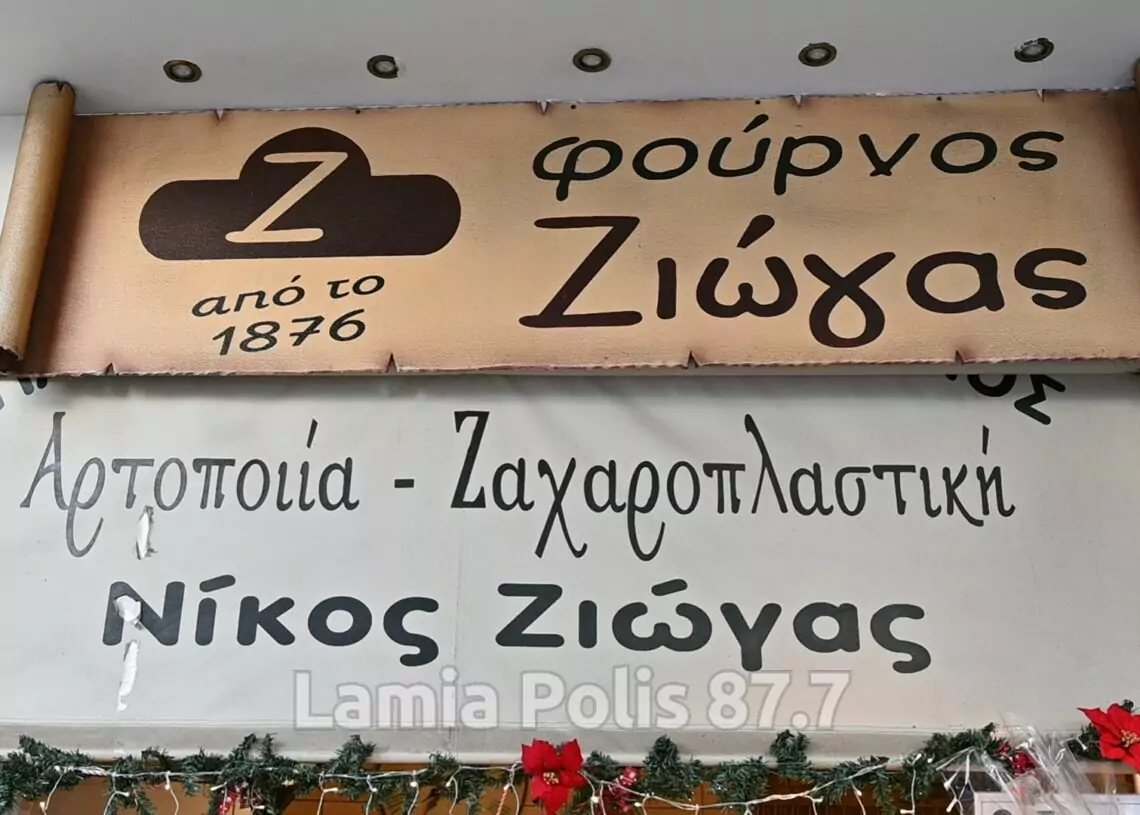 Z
από το
1876
φούρνος
Ζιώγας
Αρτοποιία - Ζαχαροπλαστική
Νίκος Ζιώγας
Lamia Polis 87.7